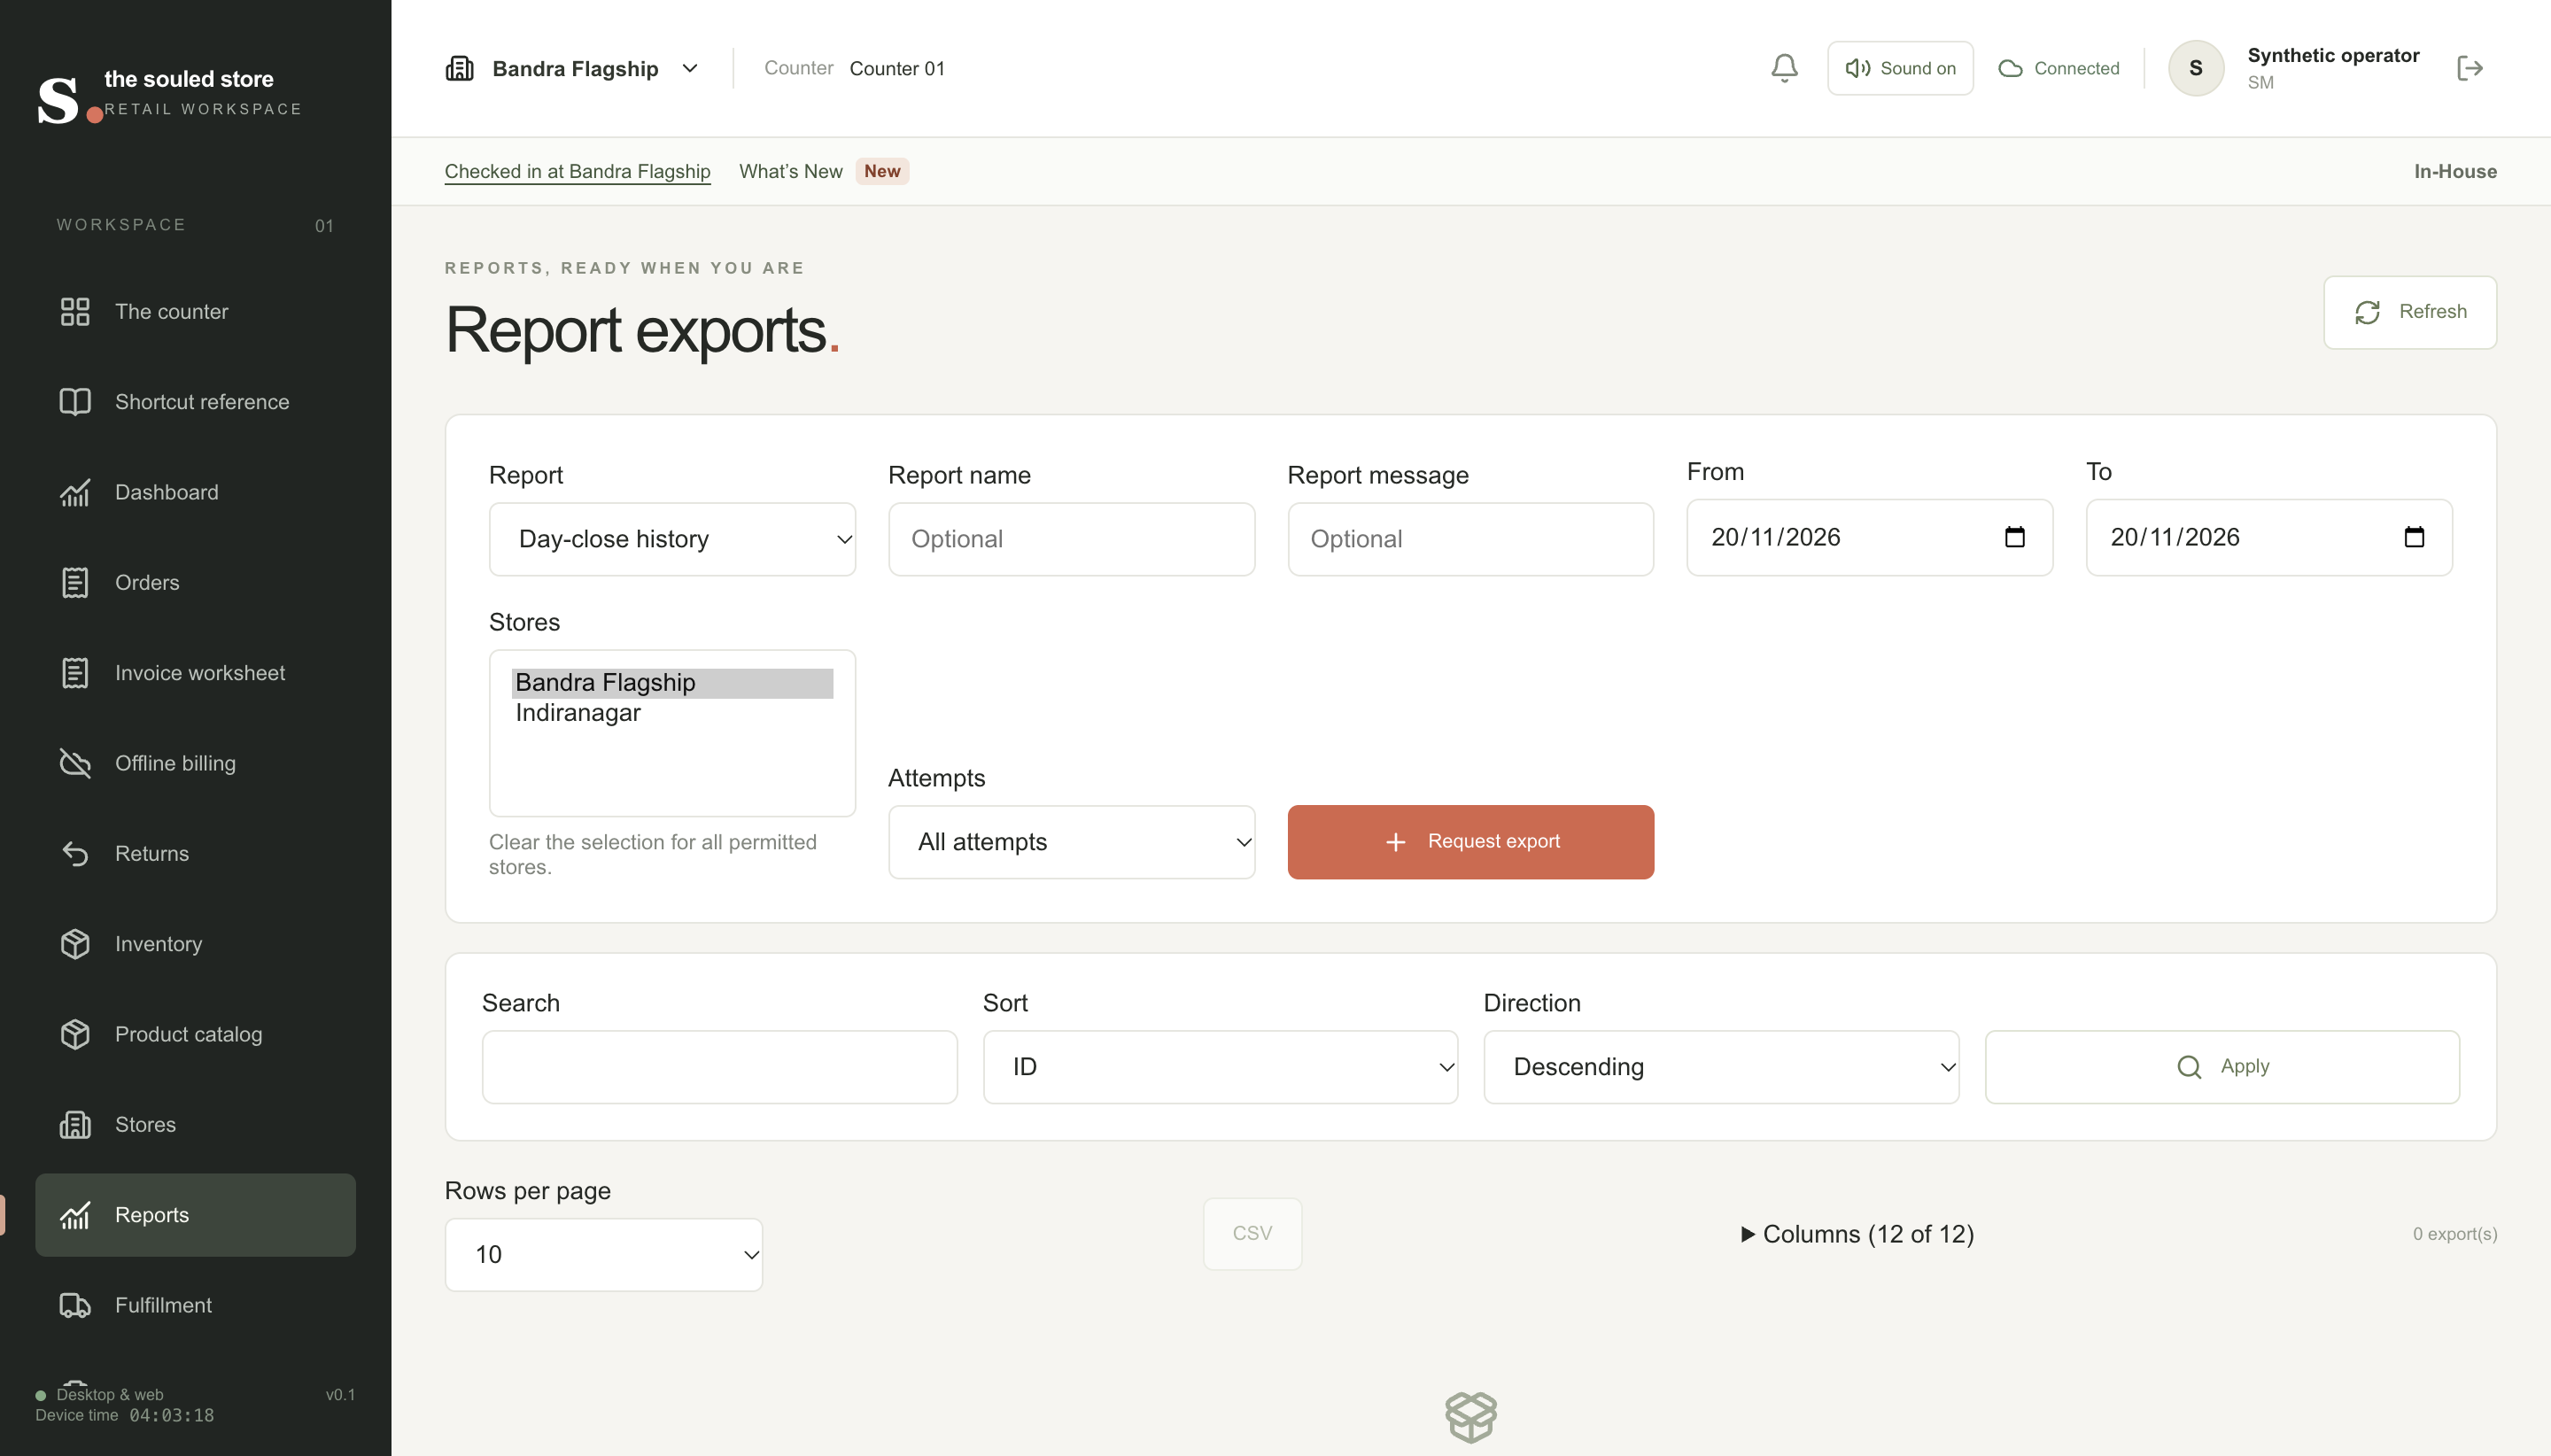 s.
the souled store
RETAIL WORKSPACE
WORKSPACE 01
The counter
Shortcut reference
Dashboard
Orders
Invoice worksheet
Offline billing
Returns
Inventory
Product catalog
Stores
Reports
Fulfillment
Desktop & web v0.1
Device time 04:03:18
Bandra Flagship
Counter Counter 01
Sound on
Connected
S
Synthetic operator
SM
Checked in at Bandra Flagship
What’s New New
In-House
REPORTS, READY WHEN YOU ARE
Report exports.
Refresh
Report
Day-close history
Report name
Optional
Report message
Optional
From
20/11/2026
To
20/11/2026
Stores
Bandra Flagship
Indiranagar
Clear the selection for all permitted
stores.
Attempts
All attempts
Request export
Search
Sort
ID
Direction
Descending
Apply
Rows per page
10
CSV
Columns (12 of 12)
0 export(s)